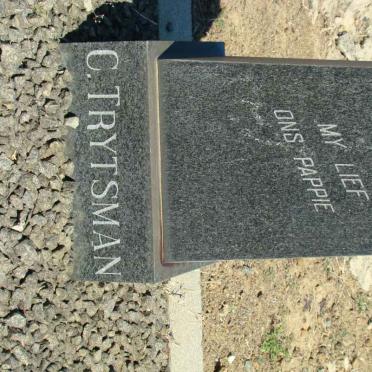 MY LIEF
ONS PAPPIE
C.TRYTSMAN